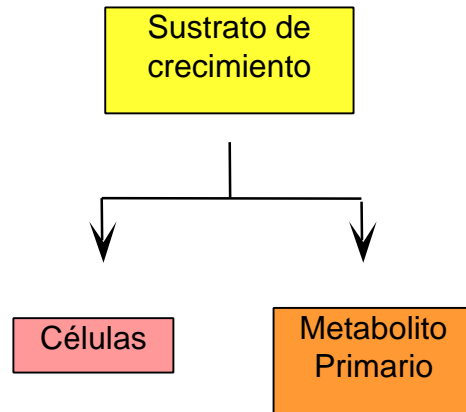 Sustrato de
crecimiento
Células
Metabolito
Primario